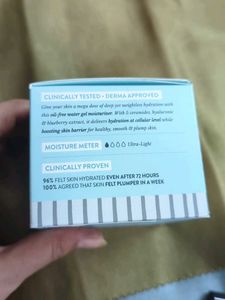 CLINICALLY TESTED • DERMA APPROVED
Give your skin a mega dose of deep yet weightless hydration with
this oil-free water gel moisturizer. With 5 ceramides, hyaluronic
& blueberry extract, it delivers hydration at cellular level while
boosting skin barrier for healthy, smooth & plump skin.
MOISTURE METER Ultra-Light
CLINICALLY PROVEN
96% FELT SKIN HYDRATED EVEN AFTER 72 HOURS
100% AGREED THAT SKIN FELT PLUMPER IN A WEEK